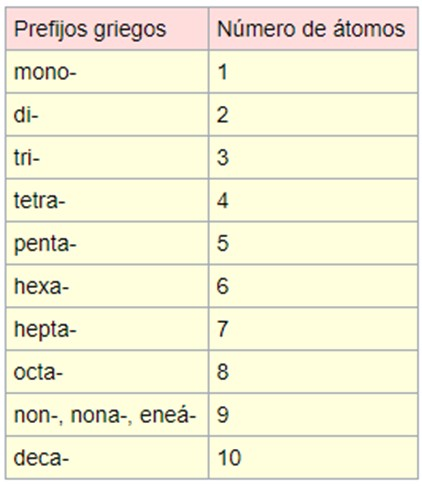 Prefijos griegos Número de átomos
mono- 1
di- 2
tri- 3
tetra- 4
penta- 5
hexa- 6
hepta- 7
octa- 8
non-, nona-, eneá- 9
deca- 10